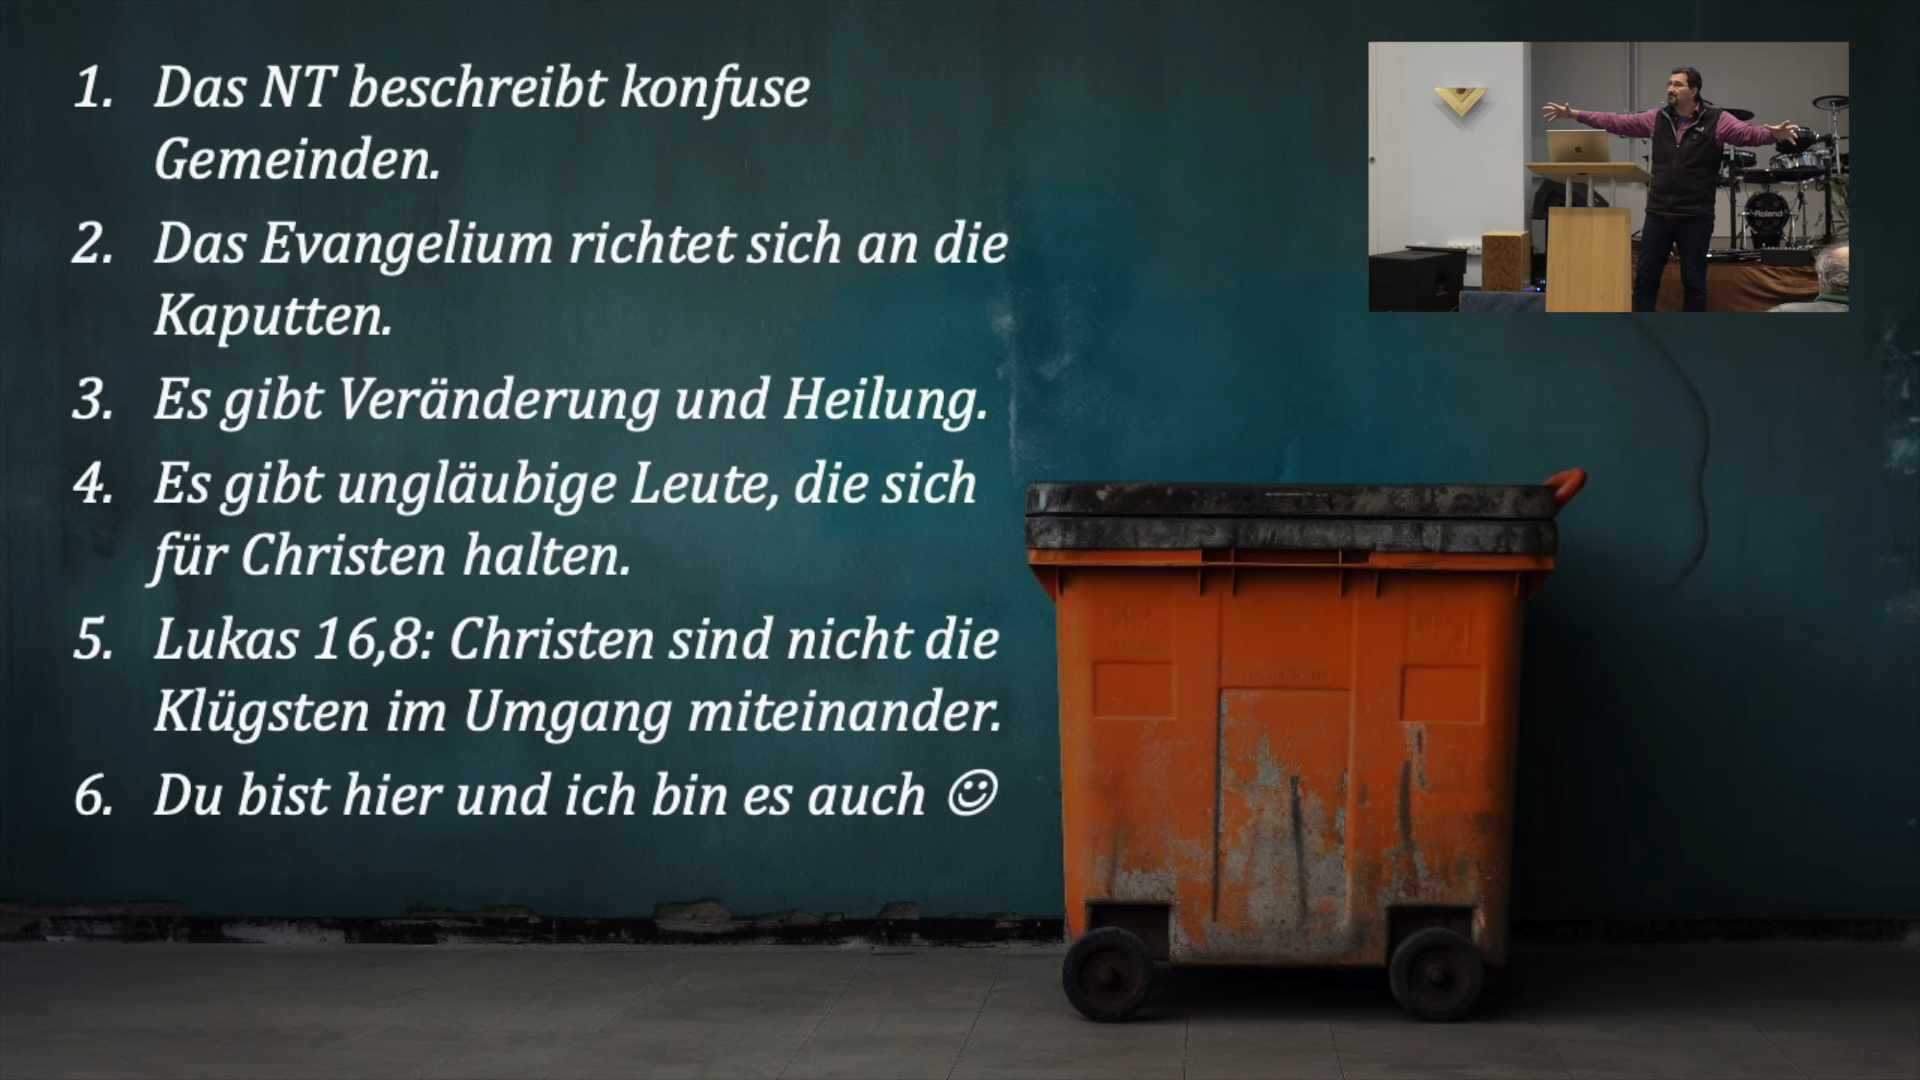 1. Das NT beschreibt konfuse
Gemeinden.
2. Das Evangelium richtet sich an die
Kaputten.
3. Es gibt Veränderung und Heilung.
4. Es gibt ungläubige Leute, die sich
für Christen halten.
5. Lukas 16,8: Christen sind nicht die
Klügsten im Umgang miteinander.
6. Du bist hier und ich bin es auch ☺
Roland